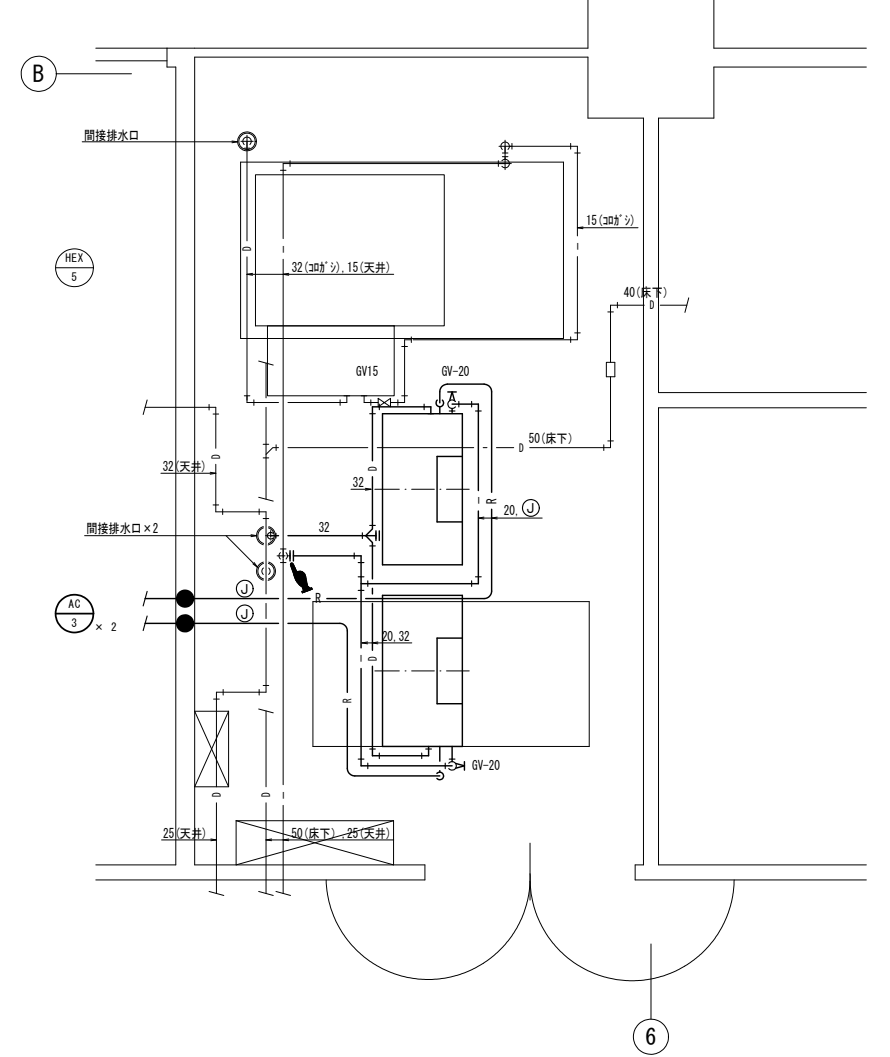 B
間接排水口
15(ｺﾛｶﾞｼ)
HEX
5
D
32(ｺﾛｶﾞｼ),15(天井)
40(床下)
D
GV15
GV-20
50(床下)
D
D
D
32(天井)
32
R
20, J
間接排水口×2
32
J
R
AC
3
× 2
J
20,32
D
R
GV-20
D
D
25(天井)
50(床下),25(天井)
6